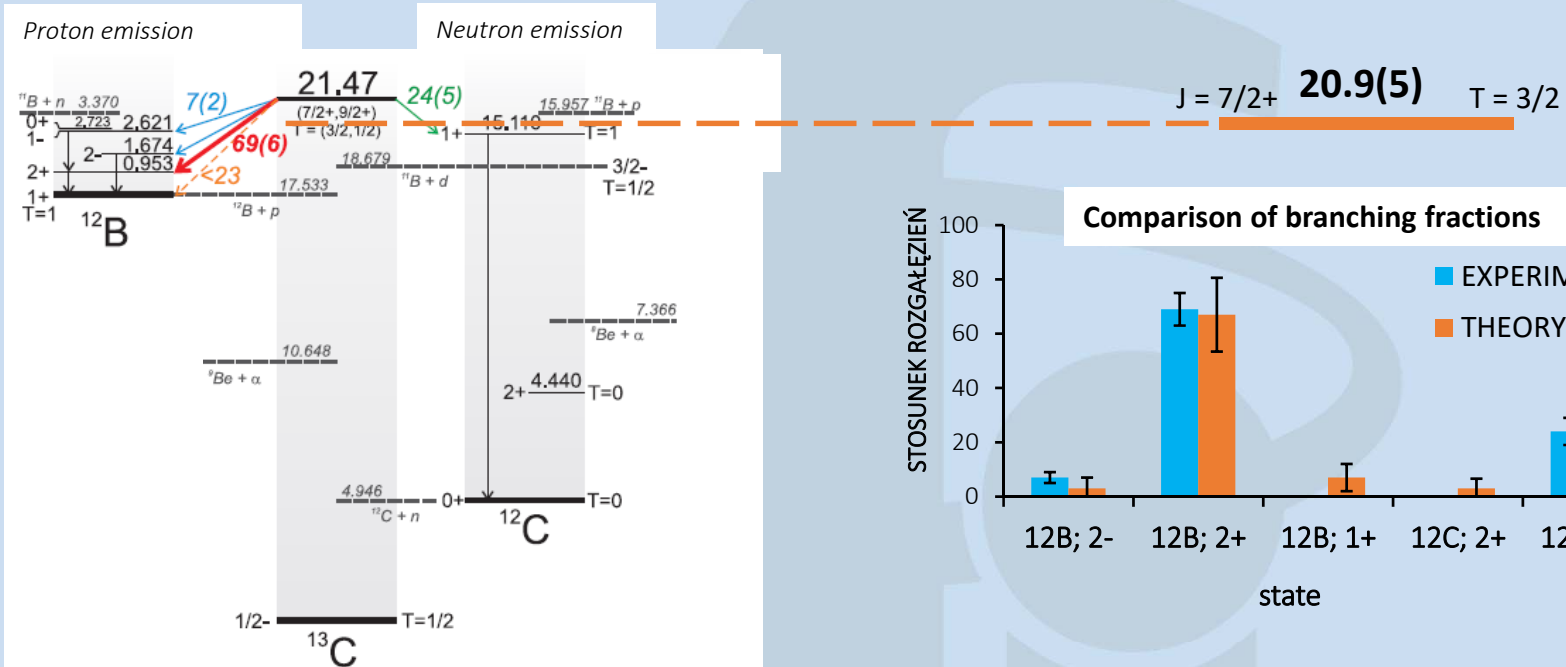 Proton emission
Neutron emission
¹¹B + n 3.370
0+ 2,723 2,621
1-
2- 1,674
0,953
2+
1+
T=1
¹²B
7(2)
69(6)
<23
21.47
(7/2+,9/2+)
T = (3/2,1/2)
24(5)
15.957 ¹¹B + p
1+ 15.110 T=1
18.679
¹¹B + d
3/2-
T=1/2
17.533
¹²B + p
7.366
⁸Be + α
10.648
⁹Be + α
2+ 4.440 T=0
4.946
¹²C + n
0+ T=0
¹²C
1/2- T=1/2
¹³C
J = 7/2+ 20.9(5) T = 3/2
Comparison of branching fractions
EXPERIM
THEORY
STOSUNEK ROZGAŁĘZIEŃ
100
80
60
40
20
0
12B; 2- 12B; 2+ 12B; 1+ 12C; 2+ 12
state